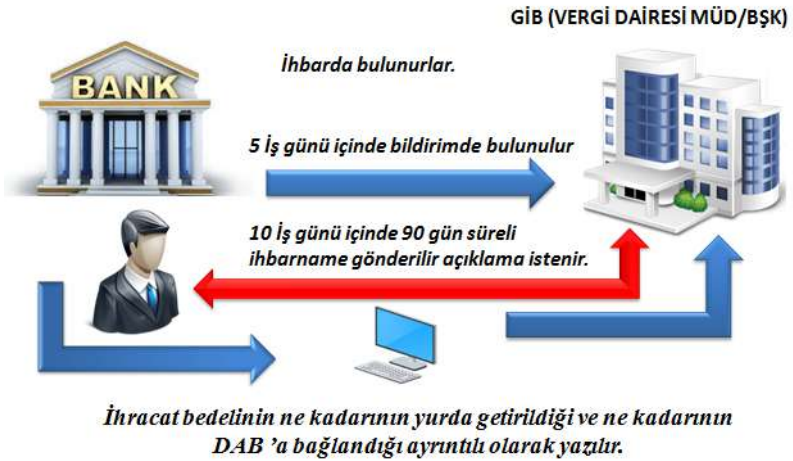 GİB (VERGİ DAİRESİ MÜD/BŞK)
İhbarda bulunurlar.
BANK
5 İş günü içinde bildirimde bulunulur
10 İş günü içinde 90 gün süreli
ihbarname gönderilir açıklama istenir.
İhracat bedelinin ne kadarının yurda getirildiği ve ne kadarının
DAB 'a bağlandığı ayrıntılı olarak yazılır.